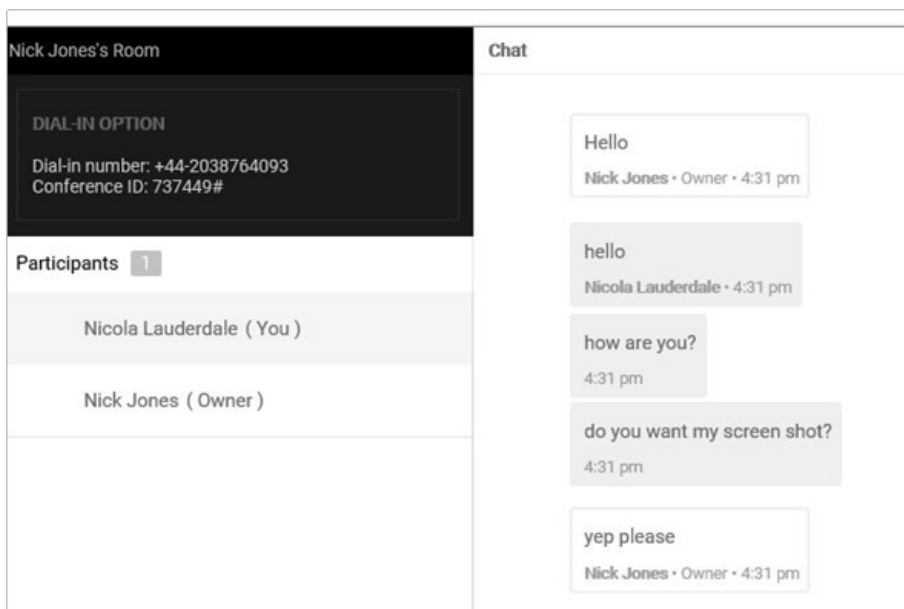 Nick Jones's Room
DIAL-IN OPTION
Dial-in number: +44-2038764093
Conference ID: 737449#
Participants 1
Nicola Lauderdale ( You )
Nick Jones ( Owner )
Chat
Hello
Nick Jones • Owner • 4:31 pm
hello
Nicola Lauderdale • 4:31 pm
how are you?
4:31 pm
do you want my screen shot?
4:31 pm
yep please
Nick Jones • Owner • 4:31 pm